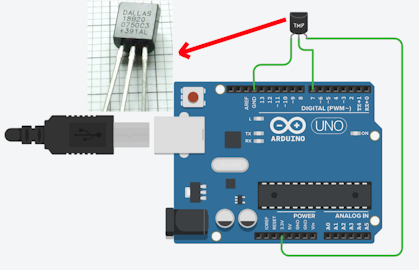 DALLAS
18B20
0750D3
+391AL
TMP
AREF
GND
13
12
~11
~10
~9
8
7
~6
~5
4
~3
2
TX→1
RX←0
DIGITAL (PWM~)
L
TX
RX
UNO
ON
ARDUINO
IOREF
RESET
3.3V
5V
GND
GND
Vin
POWER
ANALOG IN
A0
A1
A2
A3
A4
A5